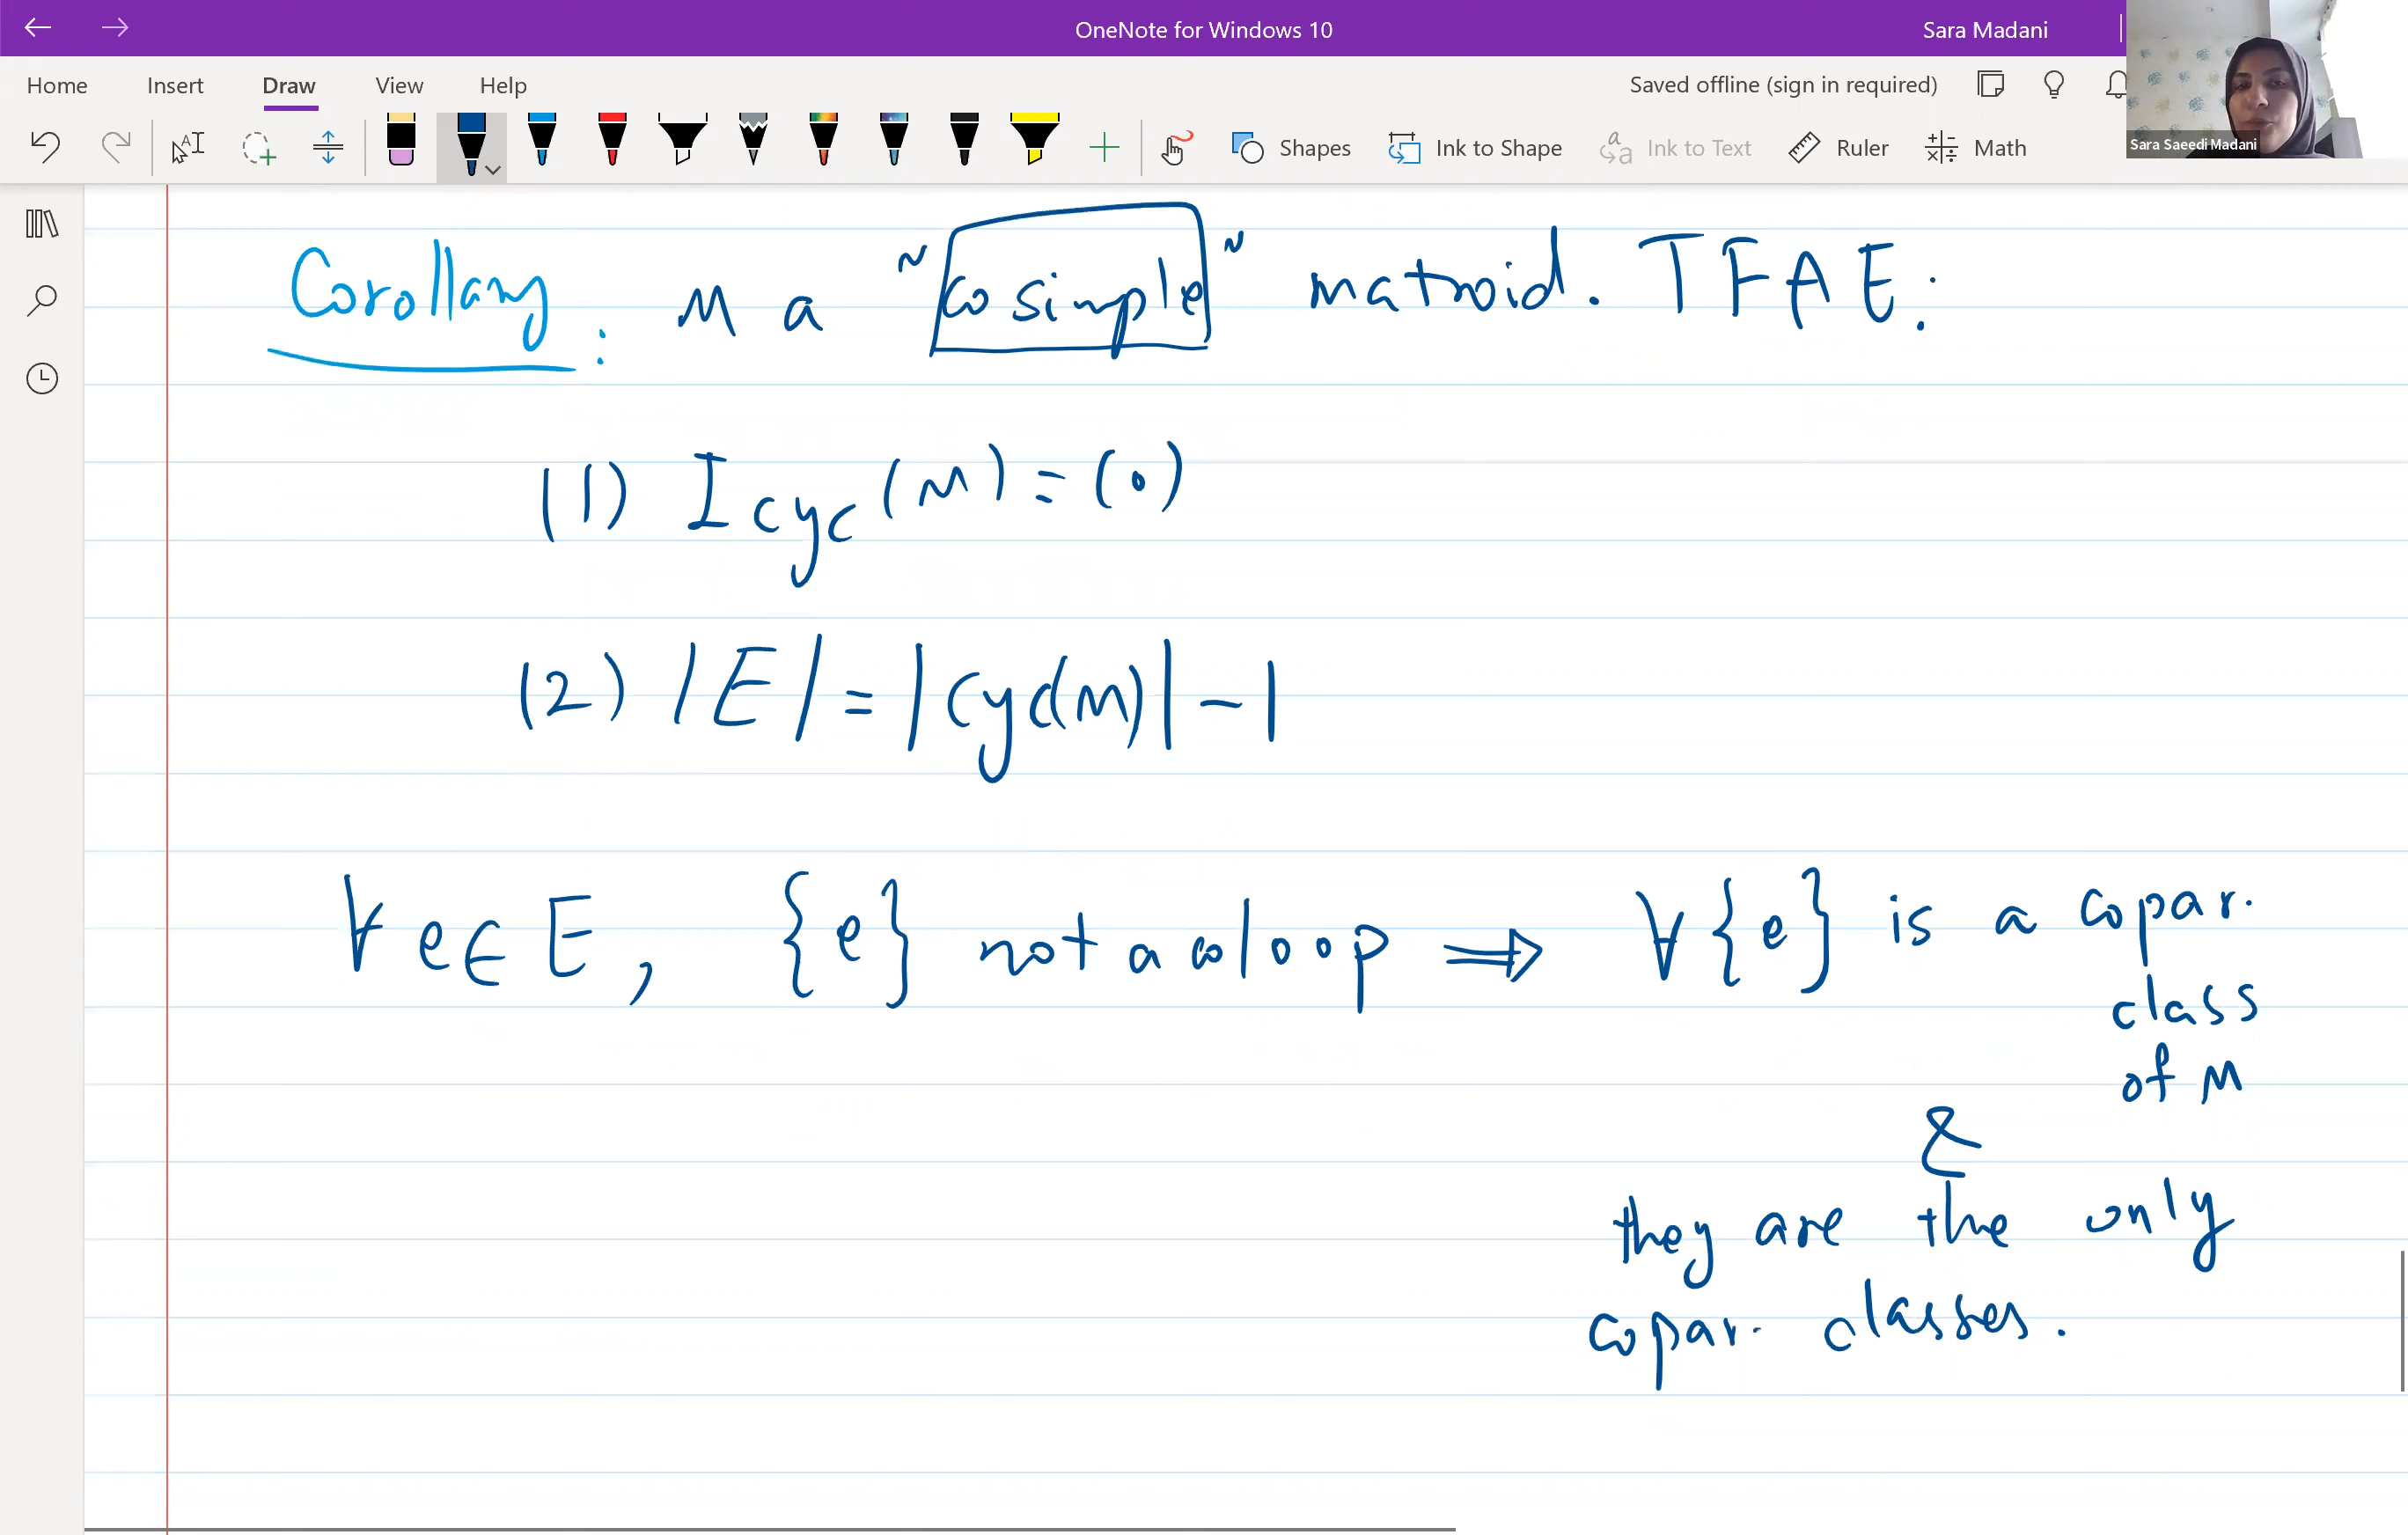 OneNote for Windows 10
Sara Madani
Home Insert Draw View Help
Saved offline (sign in required)
Shapes Ink to Shape Ink to Text Ruler Math
Sara Saeedi Madani
Corollary: M a "cosimple" matroid. TFAE:
(1) I_cyc(M) = (0)
(2) |E| = |Cyc(M)| - 1
∀ e ∈ E, {e} not a coloop ⟹ ∀ {e} is a copar.
class
of M
&
they are the only
copar. classes.